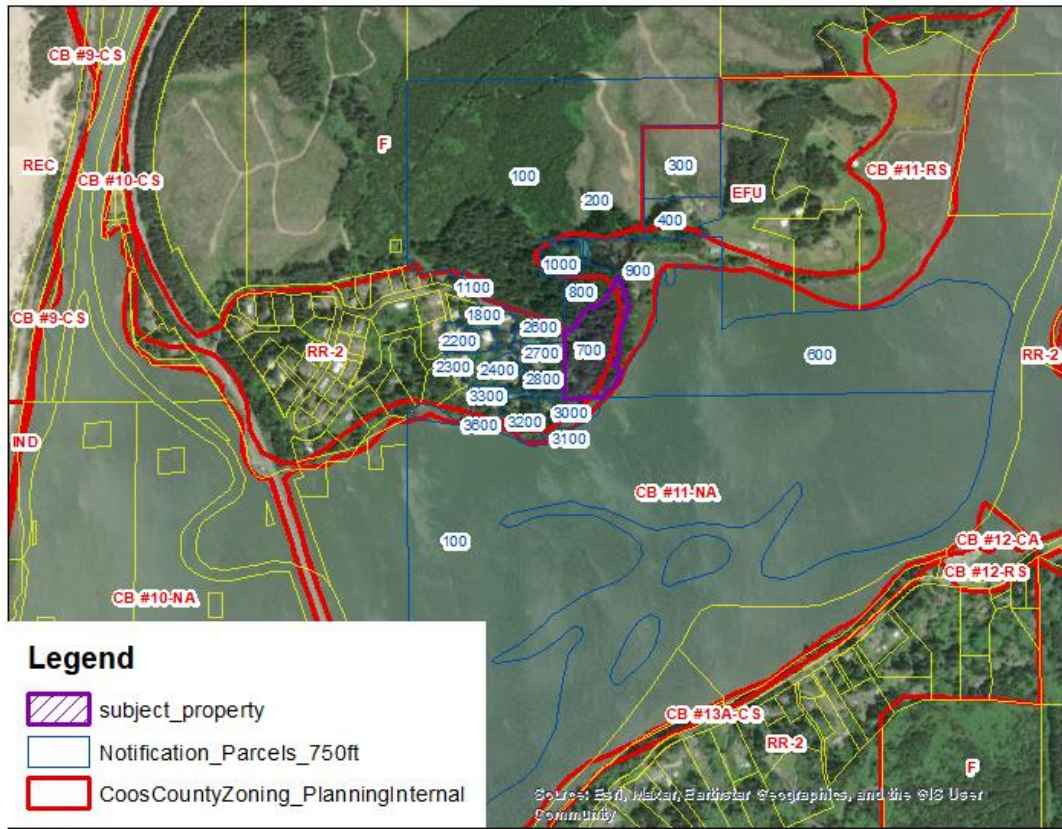 CB #9-CS
REC
F
CB #10-CS
100
300
CB #11-RS
200
EFU
400
1000
900
1100
800
CB #9-CS
1800
2600
2200
2700
700
RR-2
2300
2400
600
RR-2
2800
3300
3000
3600
3200
3100
IND
CB #11-NA
100
CB #12-CA
CB #12-RS
CB #10-NA
CB #13A-CS
RR-2
F
Legend
subject_property
Notification_Parcels_750ft
CoosCountyZoning_PlanningInternal
Source: Esri, Maxar, Earthstar Geographics, and the GIS User
Community